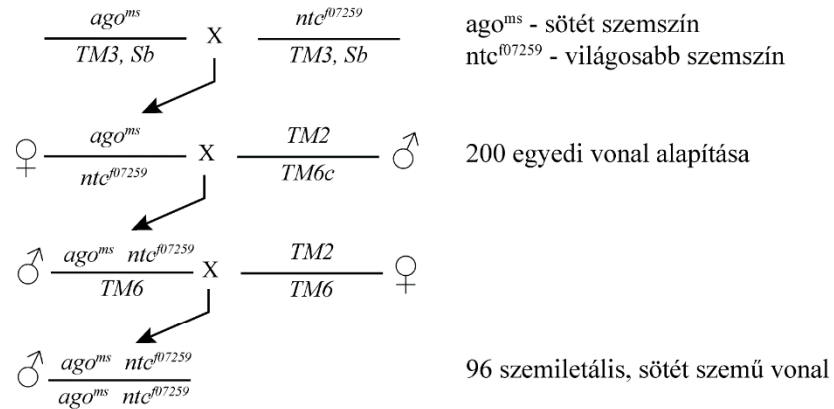 ago^ms X ntc^f07259 ago^ms - sötét szemszín
TM3, Sb TM3, Sb ntc^f07259 - világosabb szemszín
♀ ago^ms X TM2 ♂ 200 egyedi vonal alapítása
ntc^f07259 TM6c
♂ ago^ms ntc^f07259 X TM2 ♀
TM6 TM6
♂ ago^ms ntc^f07259 96 szemiletális, sötét szemű vonal
ago^ms ntc^f07259